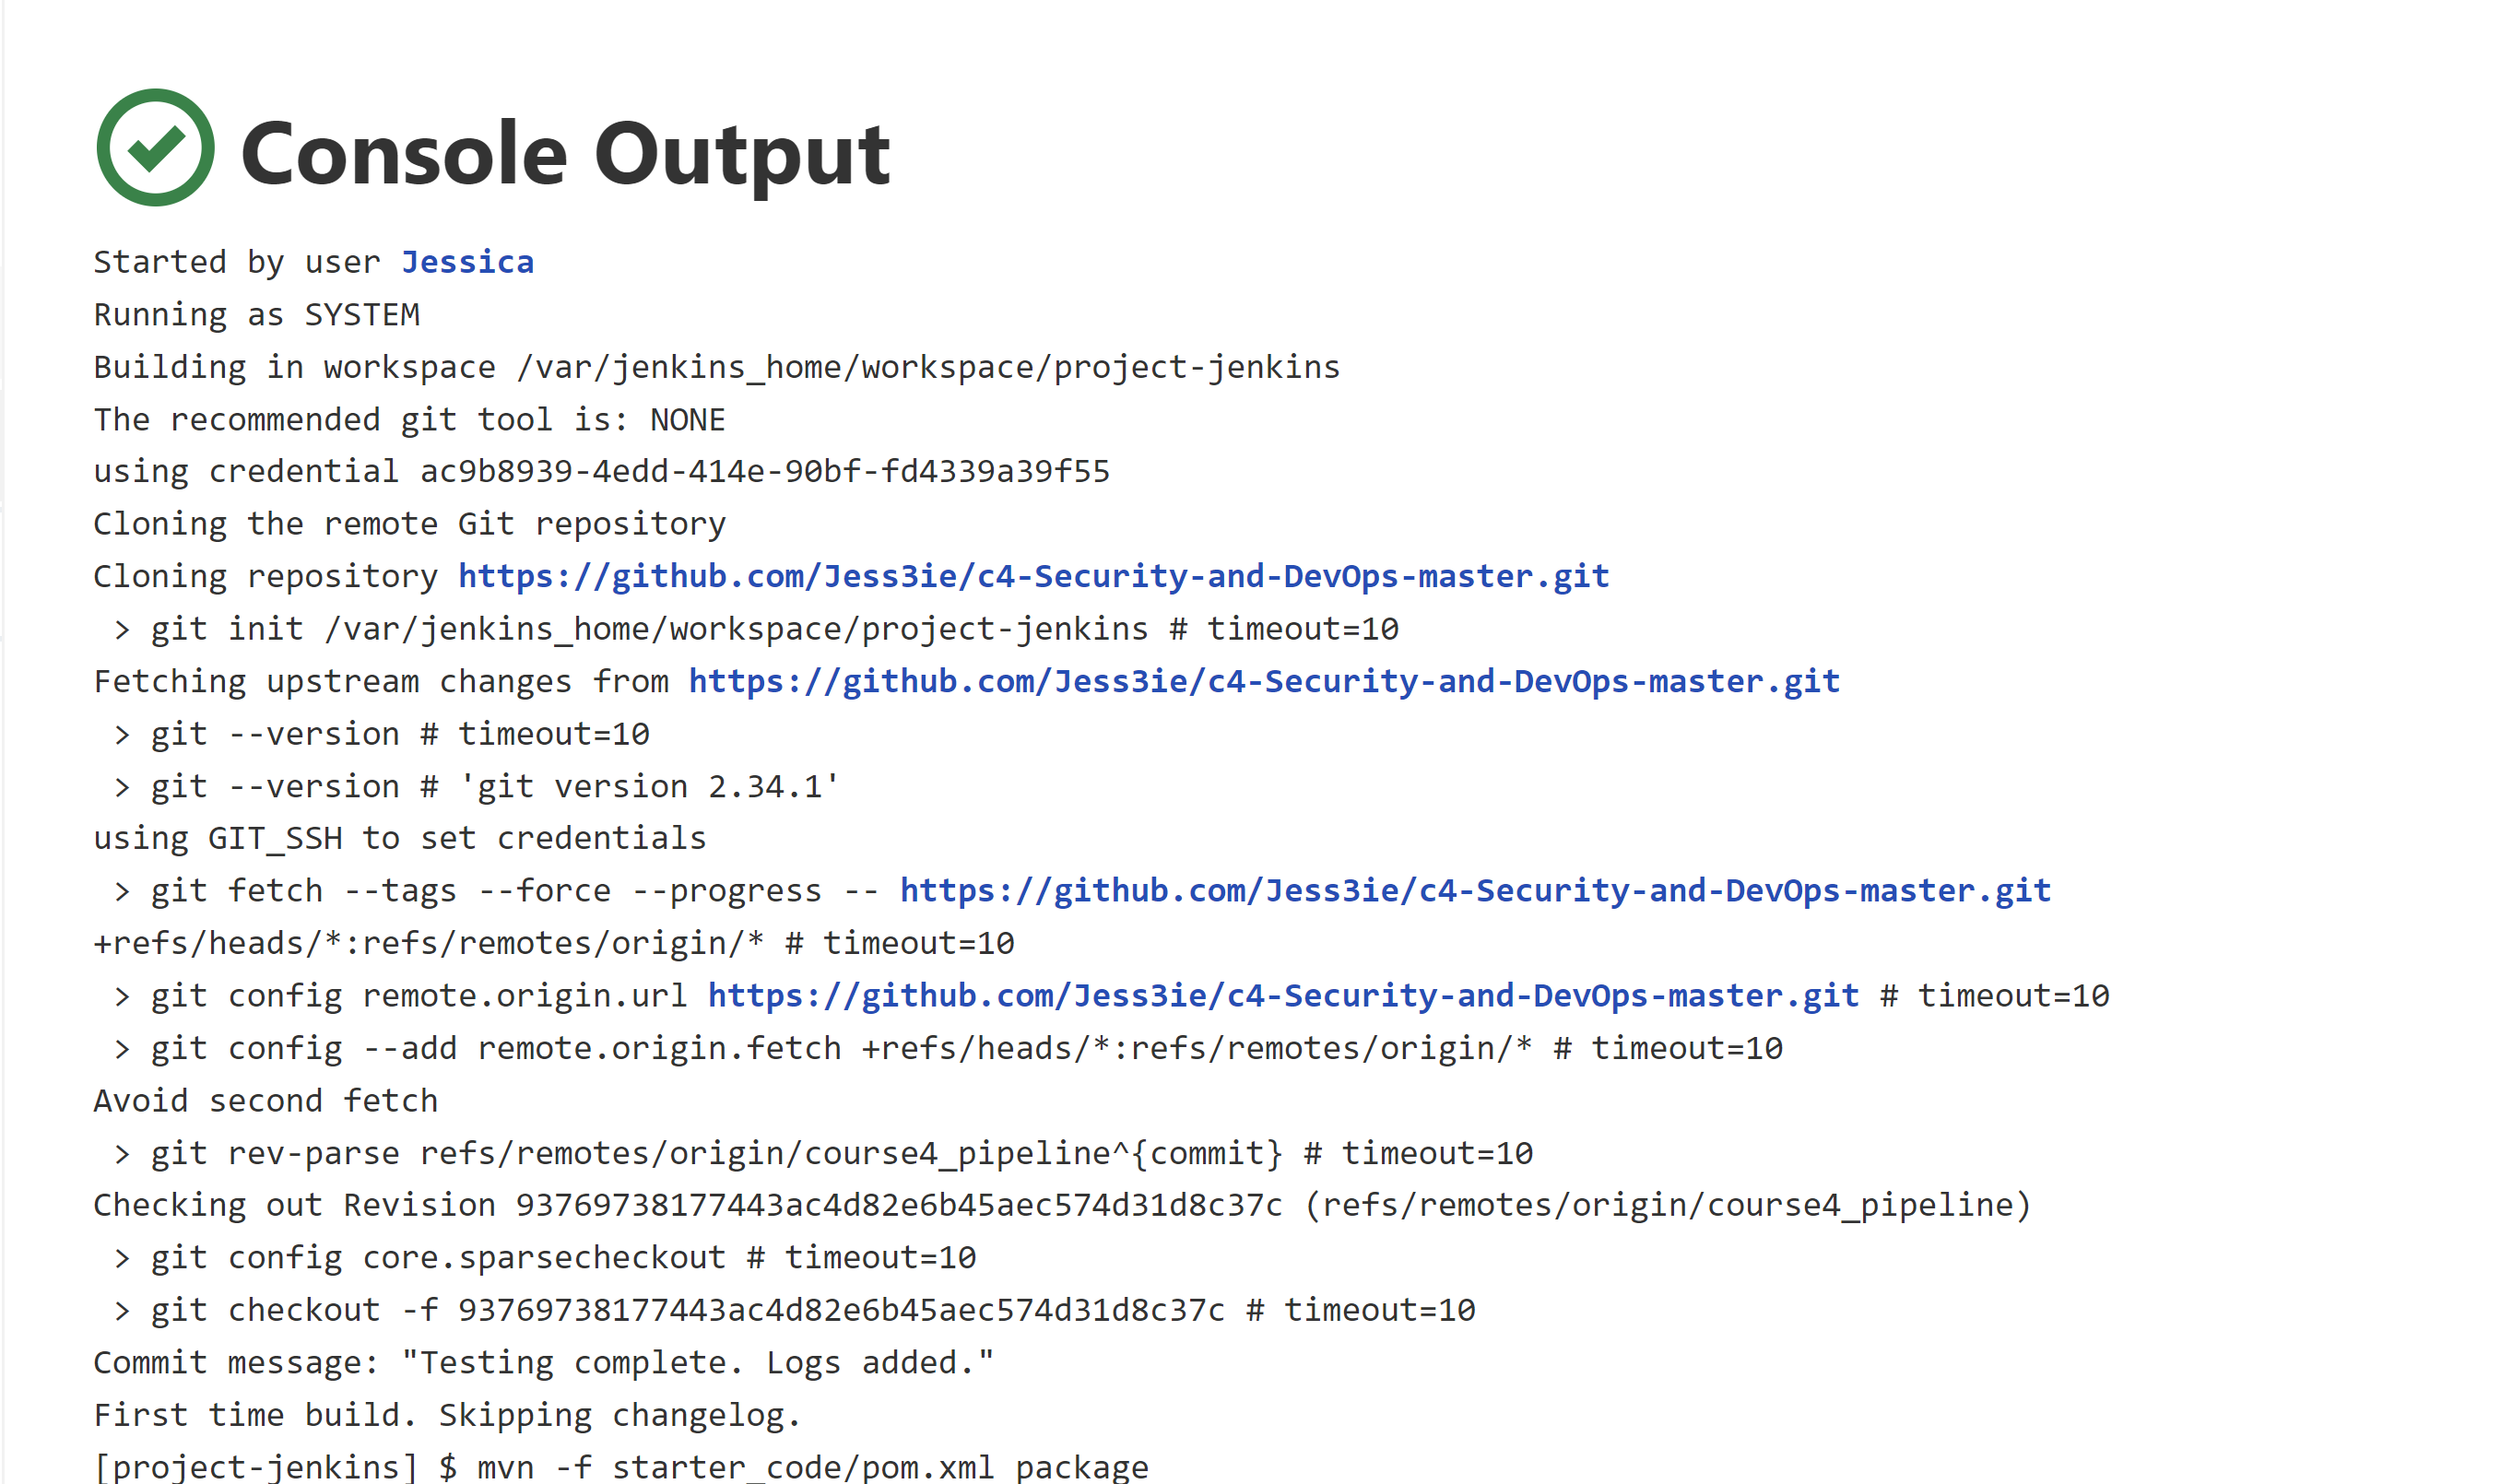 Console Output
Started by user Jessica
Running as SYSTEM
Building in workspace /var/jenkins_home/workspace/project-jenkins
The recommended git tool is: NONE
using credential ac9b8939-4edd-414e-90bf-fd4339a39f55
Cloning the remote Git repository
Cloning repository https://github.com/Jess3ie/c4-Security-and-DevOps-master.git
 > git init /var/jenkins_home/workspace/project-jenkins # timeout=10
Fetching upstream changes from https://github.com/Jess3ie/c4-Security-and-DevOps-master.git
 > git --version # timeout=10
 > git --version # 'git version 2.34.1'
using GIT_SSH to set credentials
 > git fetch --tags --force --progress -- https://github.com/Jess3ie/c4-Security-and-DevOps-master.git
+refs/heads/*:refs/remotes/origin/* # timeout=10
 > git config remote.origin.url https://github.com/Jess3ie/c4-Security-and-DevOps-master.git # timeout=10
 > git config --add remote.origin.fetch +refs/heads/*:refs/remotes/origin/* # timeout=10
Avoid second fetch
 > git rev-parse refs/remotes/origin/course4_pipeline^{commit} # timeout=10
Checking out Revision 93769738177443ac4d82e6b45aec574d31d8c37c (refs/remotes/origin/course4_pipeline)
 > git config core.sparsecheckout # timeout=10
 > git checkout -f 93769738177443ac4d82e6b45aec574d31d8c37c # timeout=10
Commit message: "Testing complete. Logs added."
First time build. Skipping changelog.
[project-jenkins] $ mvn -f starter_code/pom.xml package